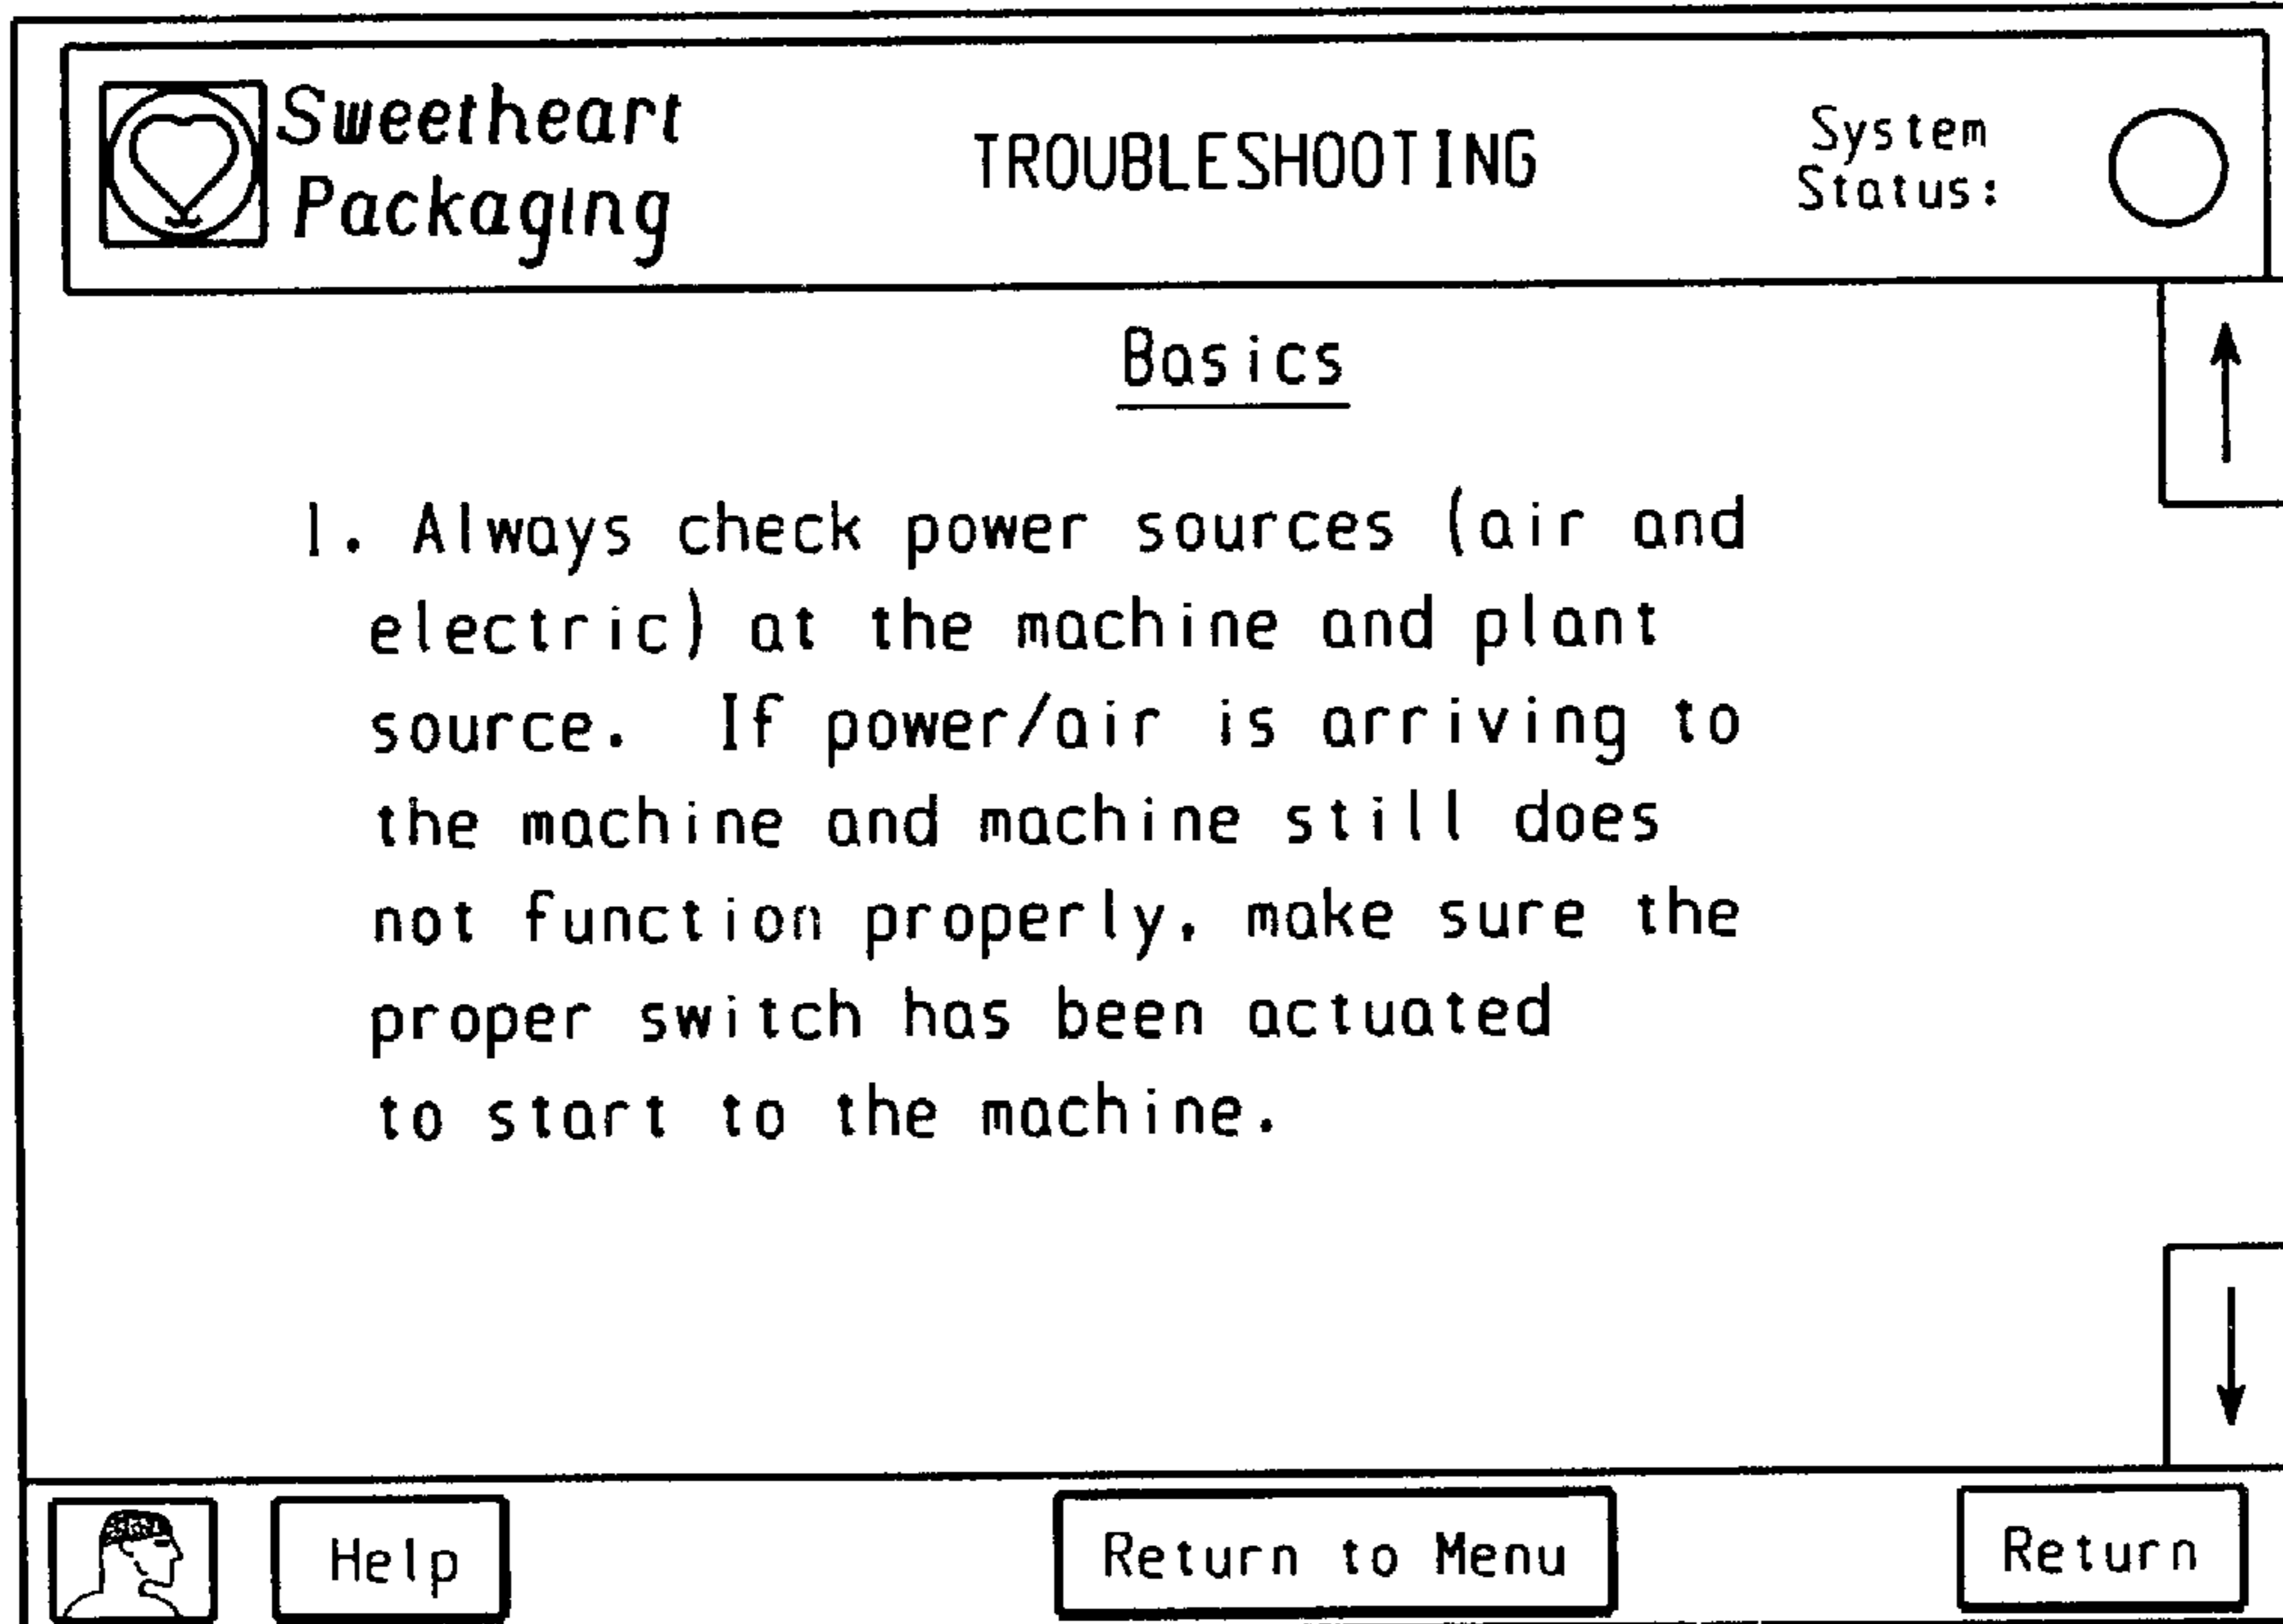 Sweetheart
Packaging
TROUBLESHOOTING
System
Status:
Basics
1. Always check power sources (air and
electric) at the machine and plant
source. If power/air is arriving to
the machine and machine still does
not function properly, make sure the
proper switch has been actuated
to start to the machine.
Help
Return to Menu
Return